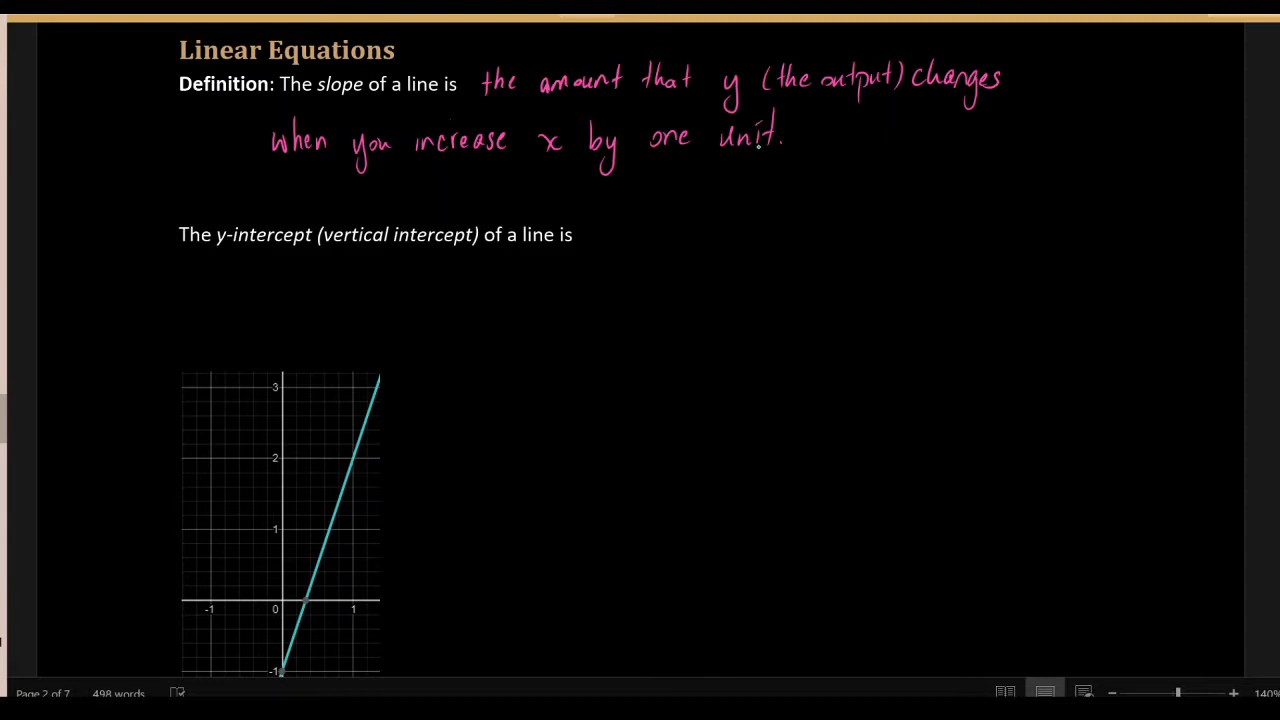 Linear Equations
Definition: The slope of a line is the amount that y (the output) changes
when you increase x by one unit.
The y-intercept (vertical intercept) of a line is
3
2
1
-1 0 1
-1
Page 2 of 7 498 words 140%